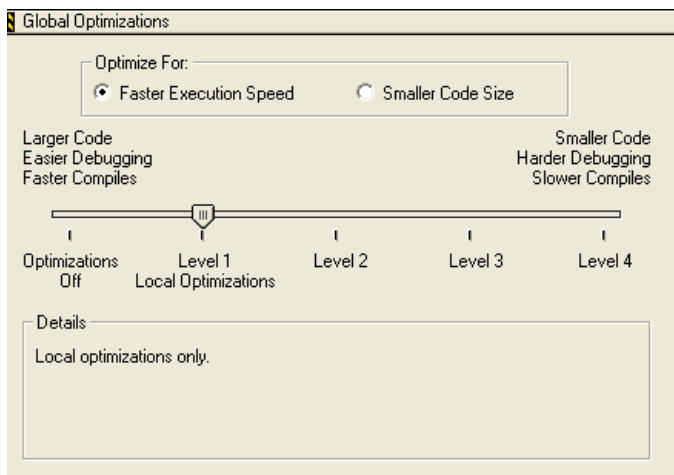 Global Optimizations
Optimize For:
Faster Execution Speed
Smaller Code Size
Larger Code
Easier Debugging
Faster Compiles
Smaller Code
Harder Debugging
Slower Compiles
Optimizations Off
Level 1
Local Optimizations
Level 2
Level 3
Level 4
Details
Local optimizations only.